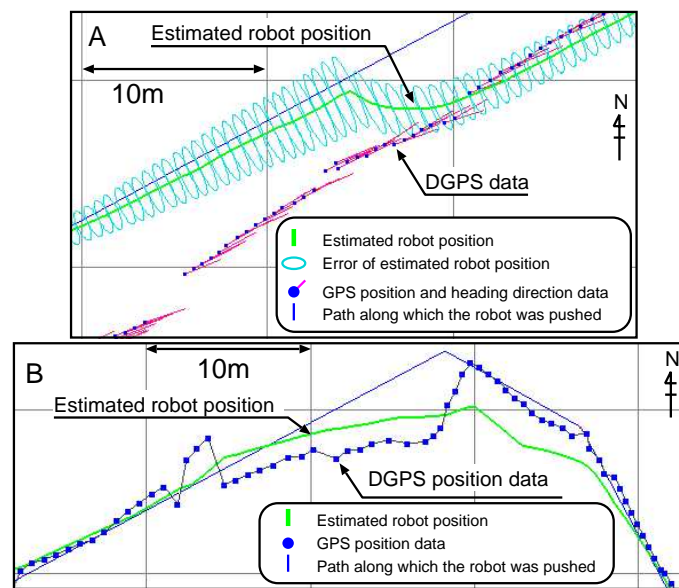 A
Estimated robot position
10m
N
DGPS data
Estimated robot position
Error of estimated robot position
GPS position and heading direction data
Path along which the robot was pushed
B
10m
N
Estimated robot position
DGPS position data
Estimated robot position
GPS position data
Path along which the robot was pushed